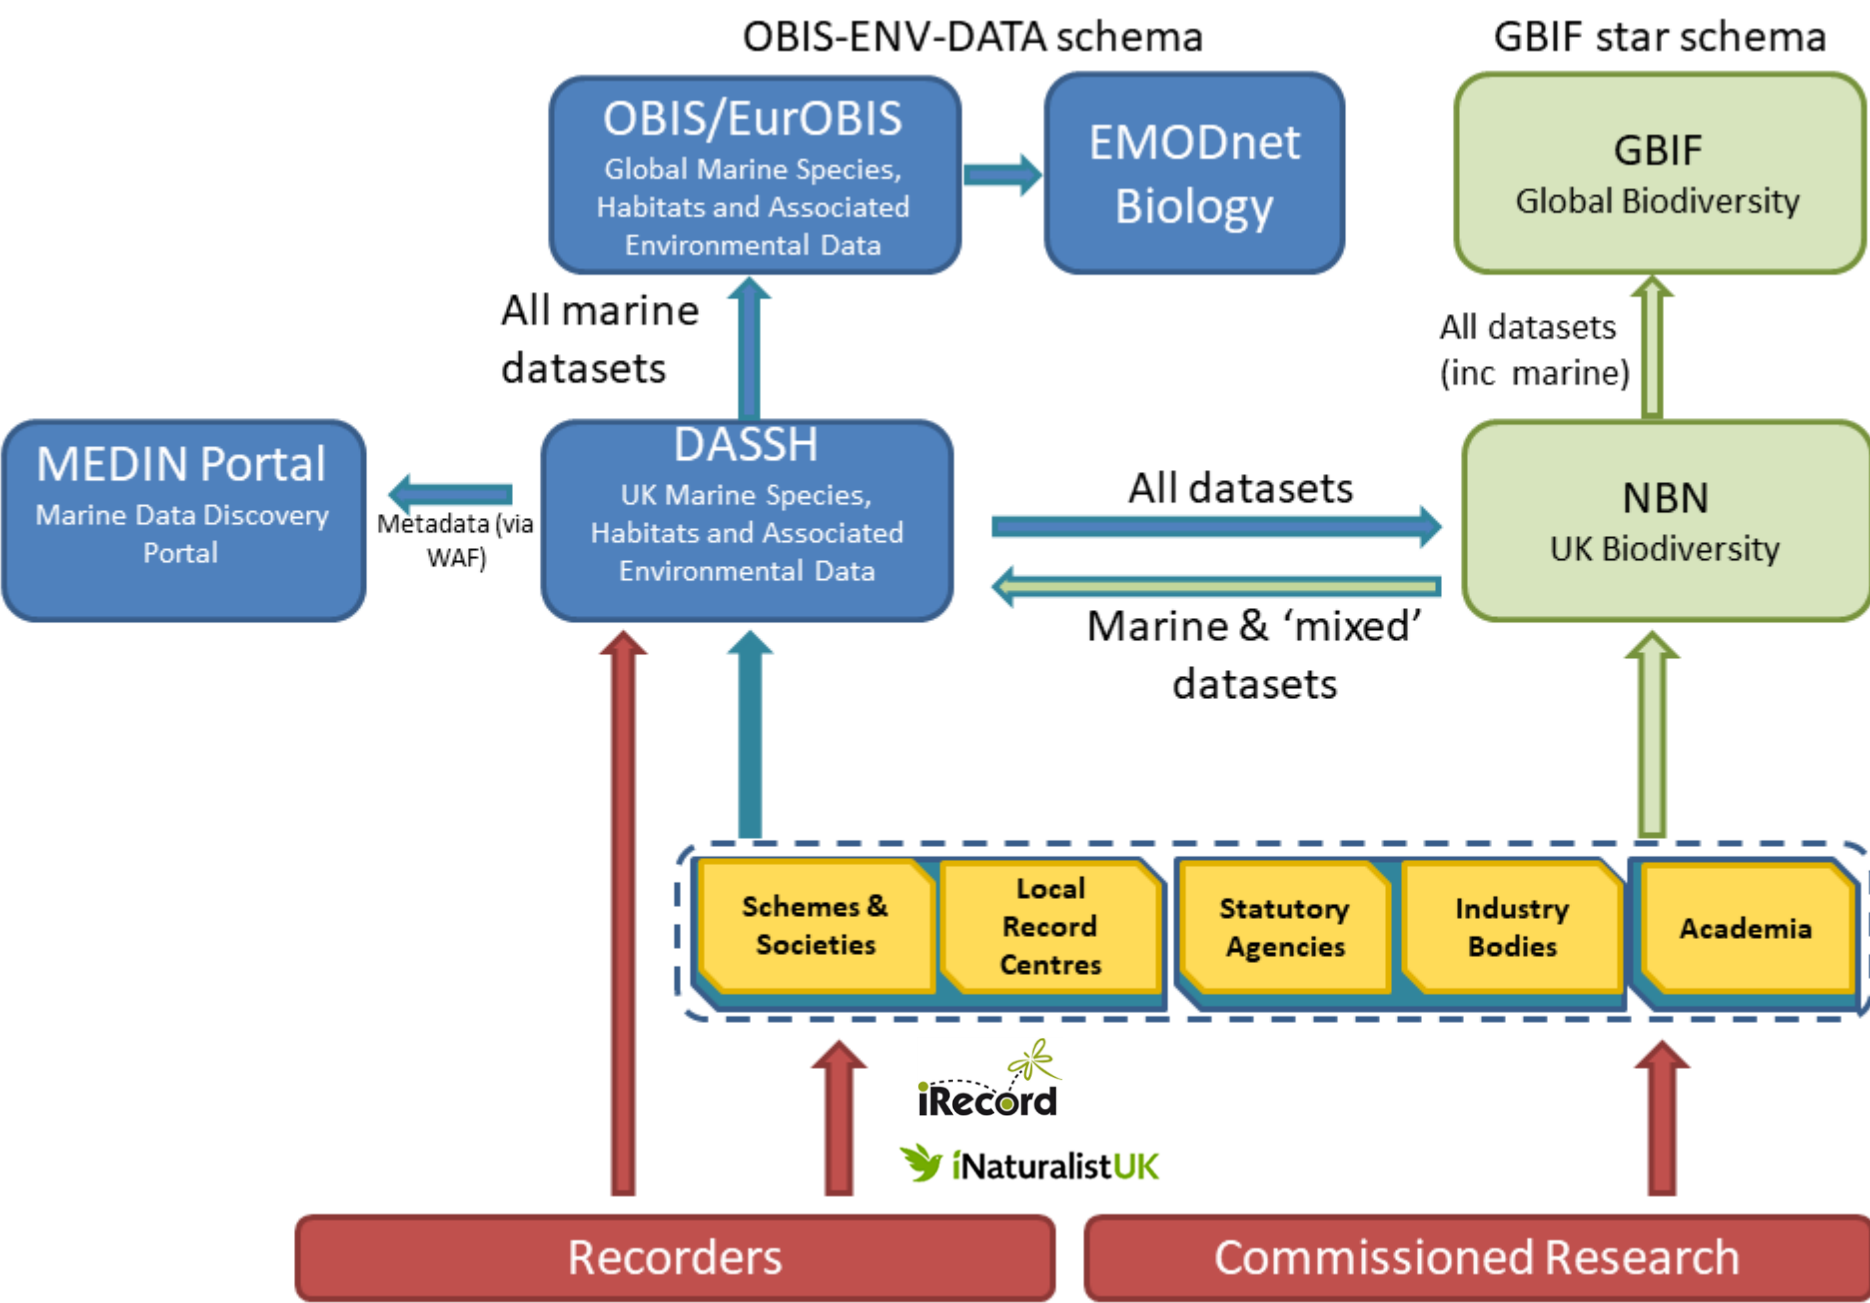 OBIS-ENV-DATA schema
GBIF star schema
OBIS/EurOBIS
Global Marine Species,
Habitats and Associated
Environmental Data
EMODnet
Biology
GBIF
Global Biodiversity
All marine
datasets
All datasets
(inc marine)
MEDIN Portal
Marine Data Discovery
Portal
Metadata (via
WAF)
DASSH
UK Marine Species,
Habitats and Associated
Environmental Data
All datasets
Marine & ‘mixed’
datasets
NBN
UK Biodiversity
Schemes &
Societies
Local
Record
Centres
Statutory
Agencies
Industry
Bodies
Academia
iRecord
iNaturalistUK
Recorders
Commissioned Research